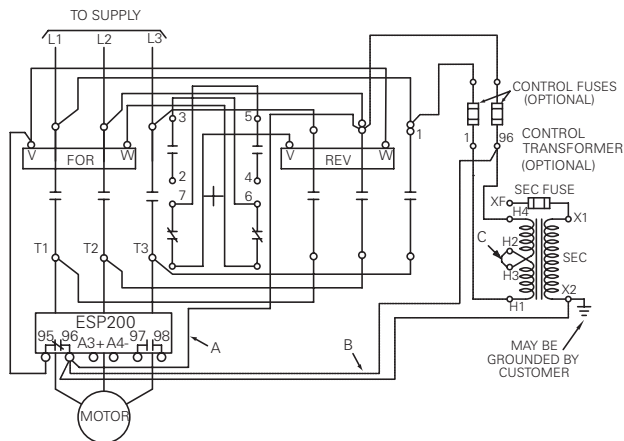 TO SUPPLY
L1 L2 L3
3 5 1
CONTROL FUSES
(OPTIONAL)
1 96
CONTROL
TRANSFORMER
(OPTIONAL)
V FOR W
V REV W
2 4
7 6
SEC FUSE
XF
H4 X1
C H2
SEC
H3
H1 X2
T1 T2 T3
ESP200
95 96 A3+ A4- 97 98
A
B
MAY BE
GROUNDED BY
CUSTOMER
MOTOR